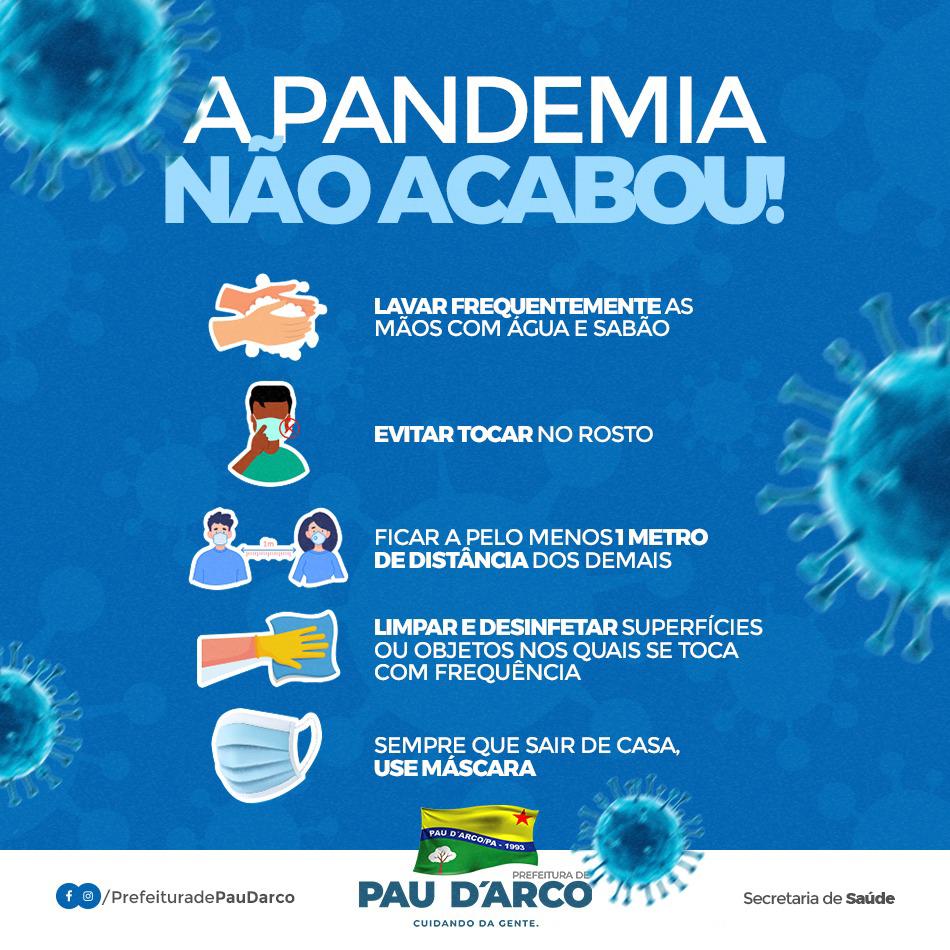 A PANDEMIA
NÃO ACABOU!
LAVAR FREQUENTEMENTE AS
MÃOS COM ÁGUA E SABÃO
EVITAR TOCAR NO ROSTO
1m
FICAR A PELO MENOS 1 METRO
DE DISTÂNCIA DOS DEMAIS
LIMPAR E DESINFETAR SUPERFÍCIES
OU OBJETOS NOS QUAIS SE TOCA
COM FREQUÊNCIA
SEMPRE QUE SAIR DE CASA,
USE MÁSCARA
PAU D´ARCO/PA - 1993
PREFEITURA DE
PAU D´ARCO
CUIDANDO DA GENTE.
/PrefeituradePauDarco
Secretaria de Saúde